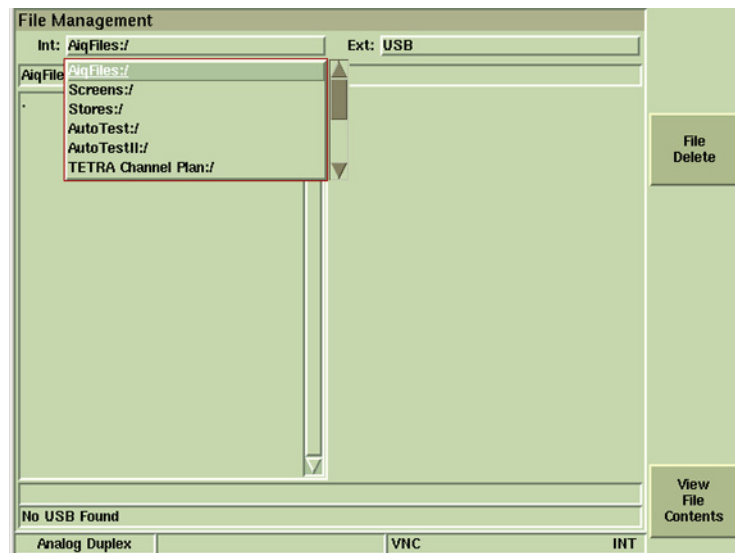 File Management
Int: AiqFiles:/
Ext: USB
AiqFile
AiqFiles:/
Screens:/
Stores:/
AutoTest:/
AutoTestII:/
TETRA Channel Plan:/
.
File
Delete
View
File
Contents
No USB Found
Analog Duplex
VNC
INT